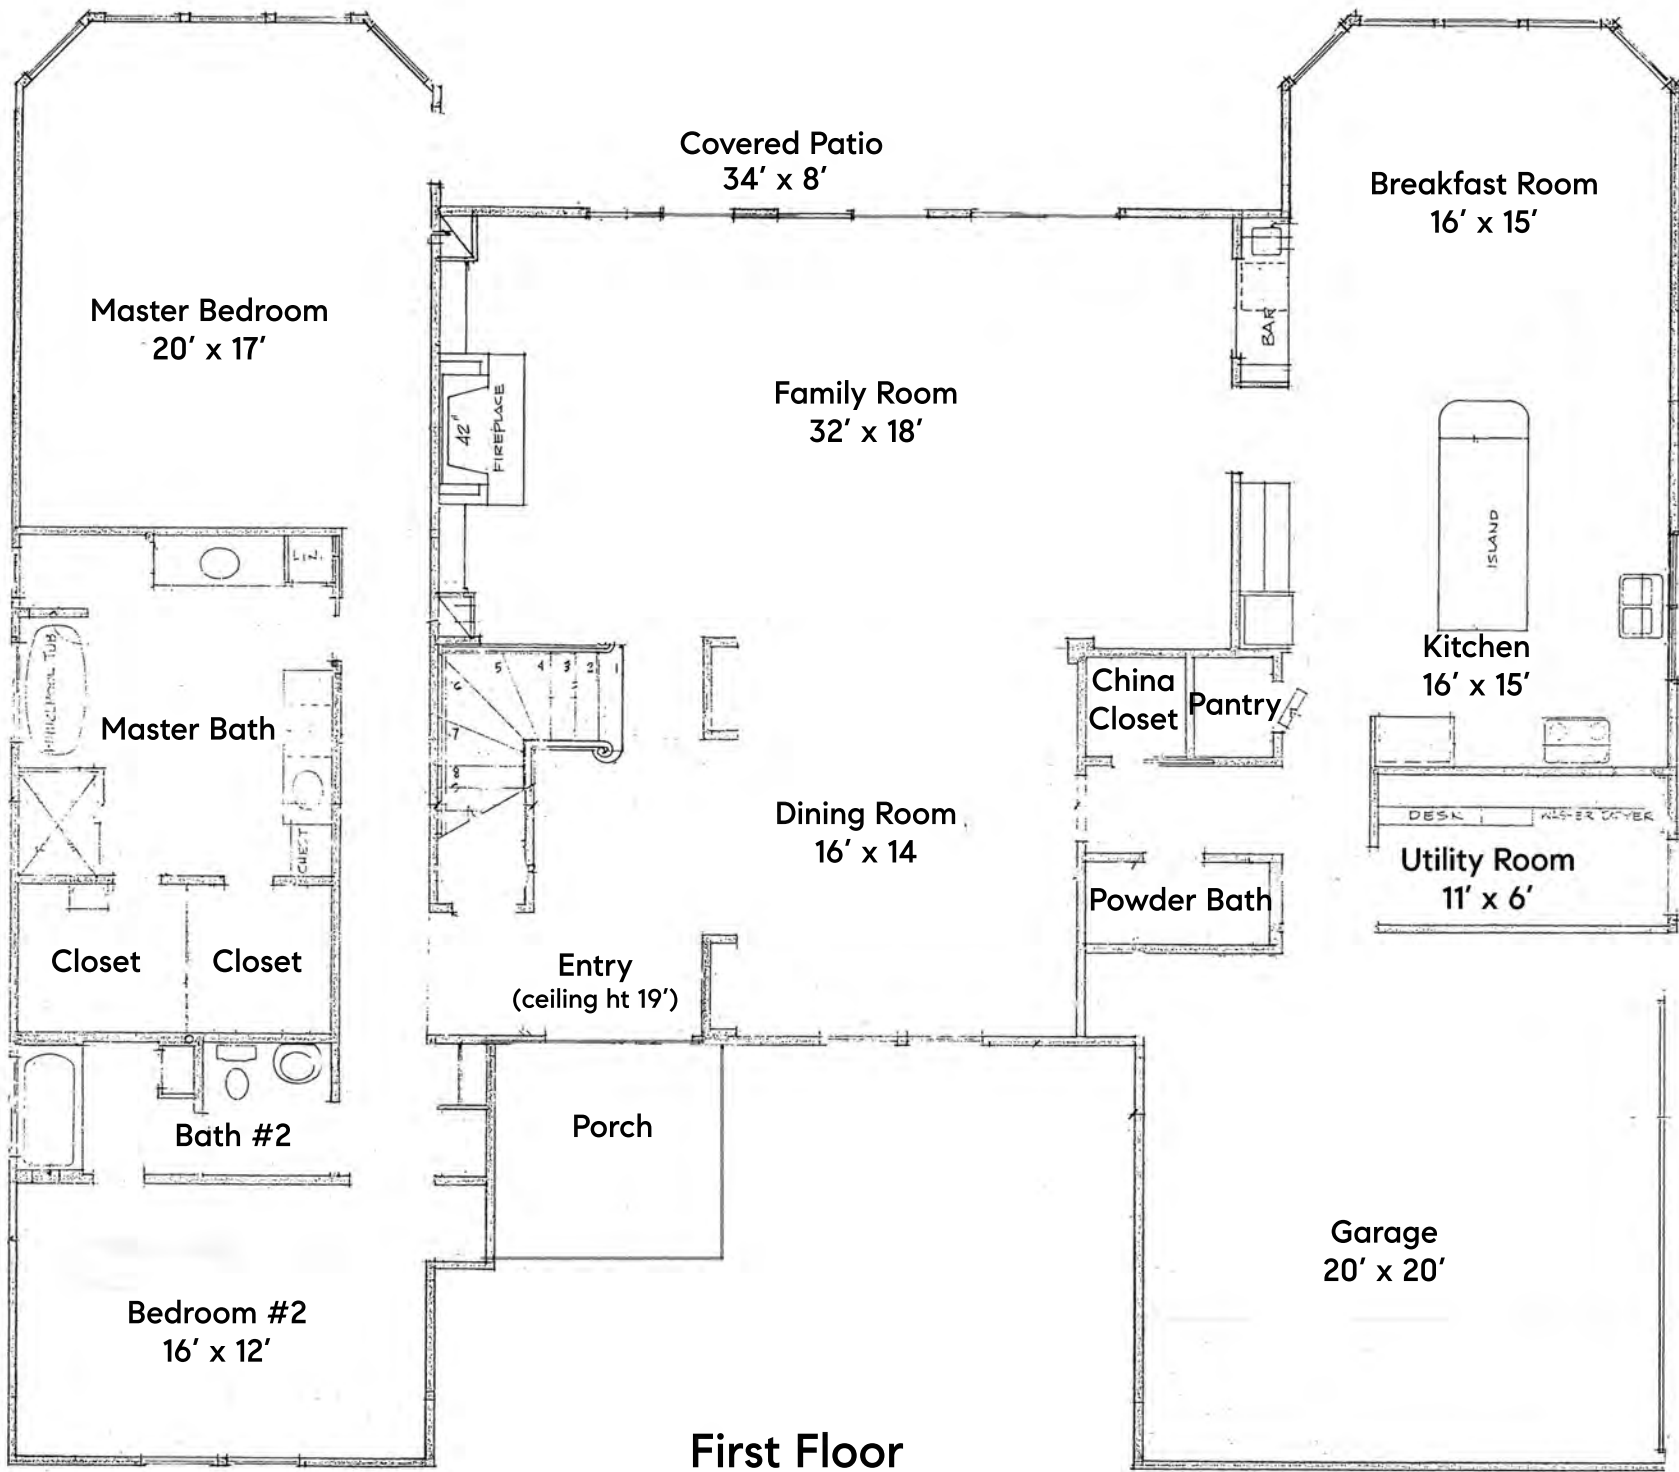 Covered Patio
34' x 8'
Breakfast Room
16' x 15'
Master Bedroom
20' x 17'
BAR
Family Room
32' x 18'
42"
FIREPLACE
ISLAND
LIN
Kitchen
16' x 15'
China
Closet
Pantry
5 4 3 2 1
6
7
8
WHIRLPOOL TUB
Master Bath
Dining Room
16' x 14
DESK
WASHER DRYER
CHEST
Utility Room
11' x 6'
Powder Bath
Closet
Closet
Entry
(ceiling ht 19')
Porch
Bath #2
Garage
20' x 20'
Bedroom #2
16' x 12'
First Floor